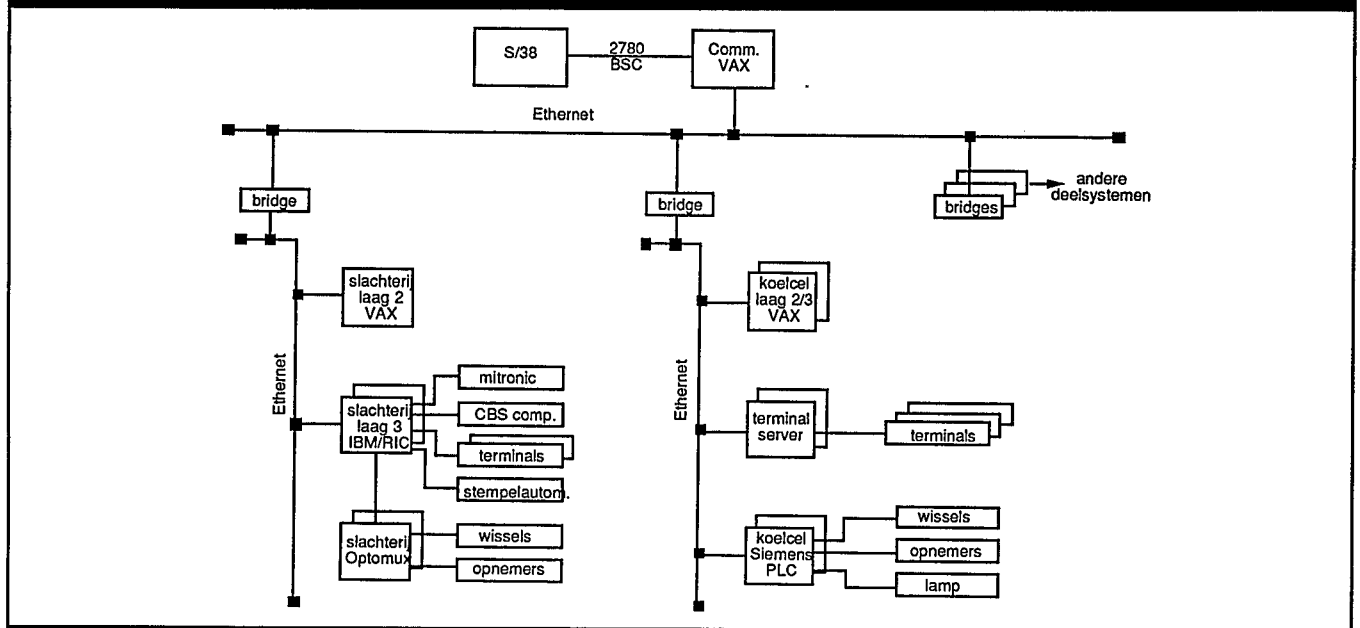 S/38
2780
BSC
Comm.
VAX
Ethernet
bridge
bridge
bridges
andere
deelsystemen
slachterij
laag 2
VAX
koelcel
laag 2/3
VAX
Ethernet
Ethernet
slachterij
laag 3
IBM/RIC
mitronic
CBS comp.
terminals
stempelautom.
terminal
server
terminals
slachterij
Optomux
wissels
opnemers
koelcel
Siemens
PLC
wissels
opnemers
lamp